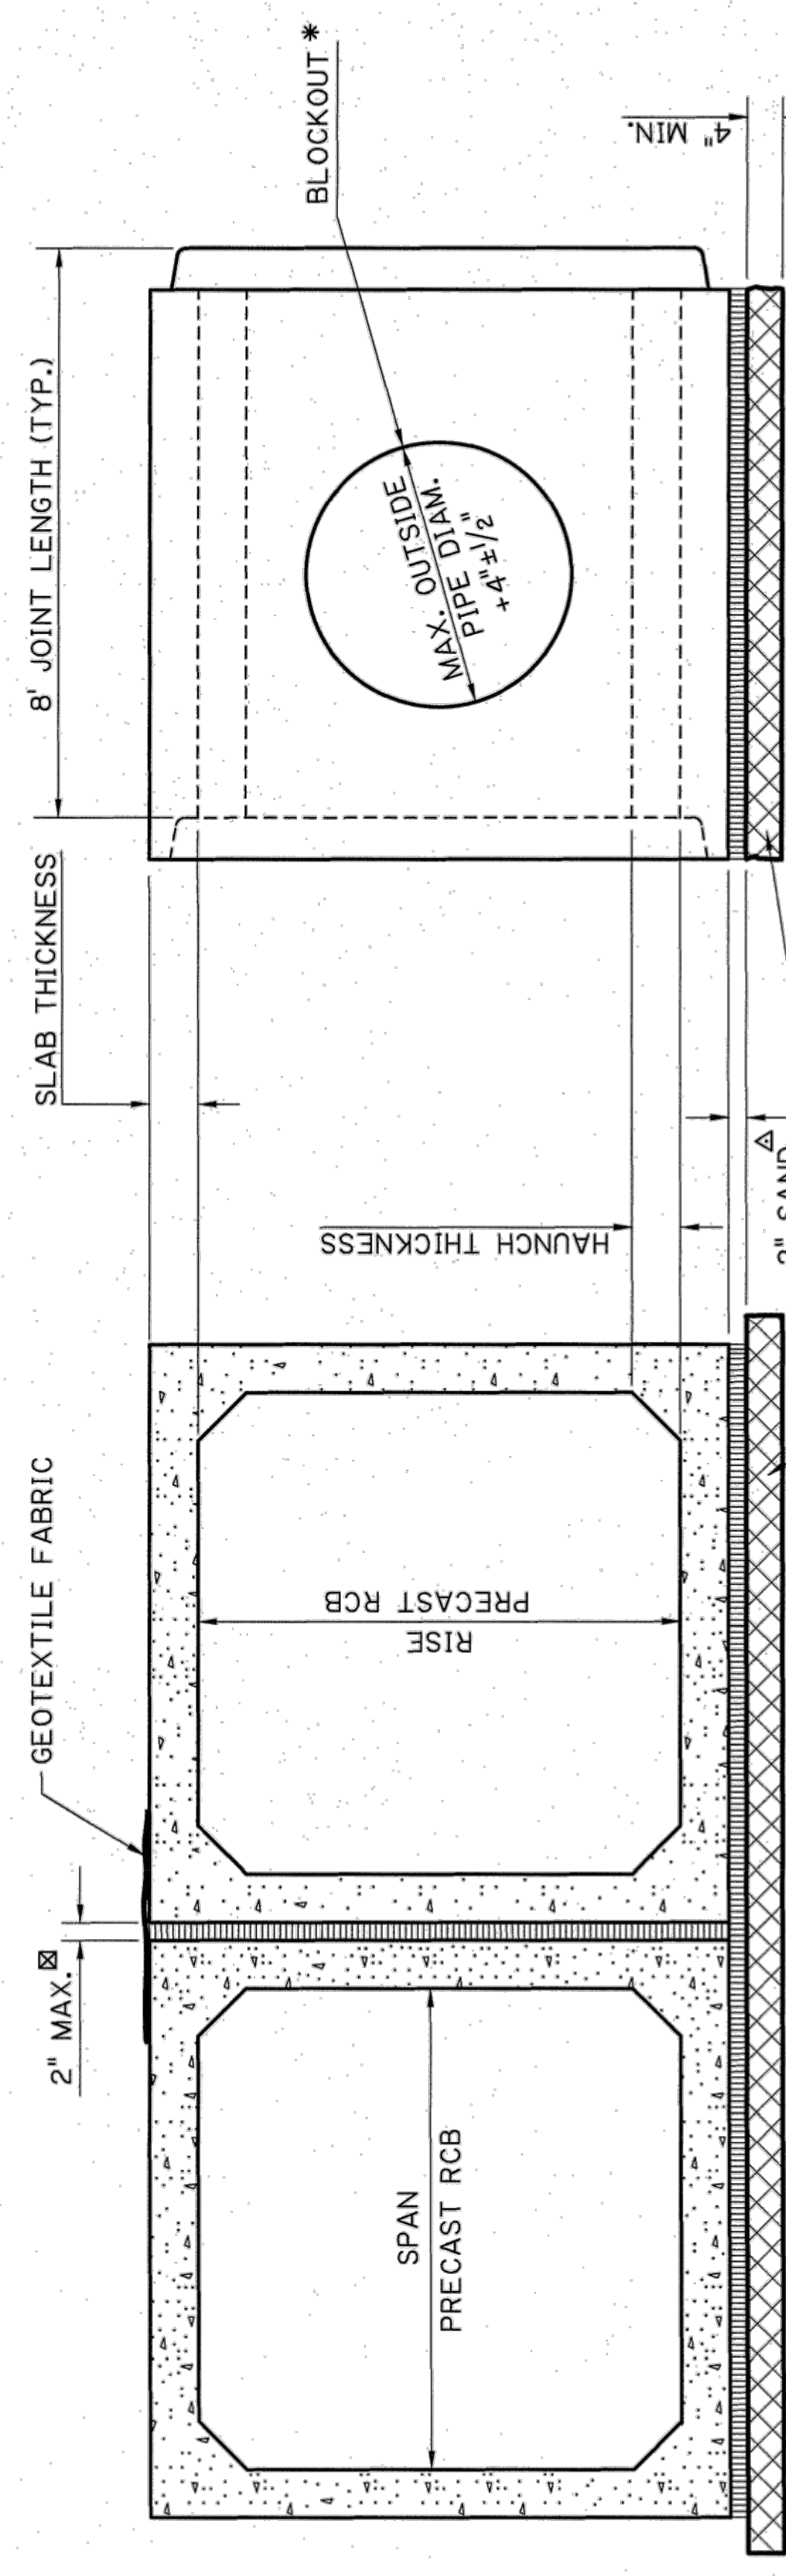 GEOTEXTILE FABRIC
2" MAX.
SLAB THICKNESS
8' JOINT LENGTH (TYP.)
BLOCKOUT *
SPAN
PRECAST RCB
RISE
PRECAST RCB
HAUNCH THICKNESS
MAX. OUTSIDE
PIPE DIAM.
+4"±1/2"
4" MIN.
SAND